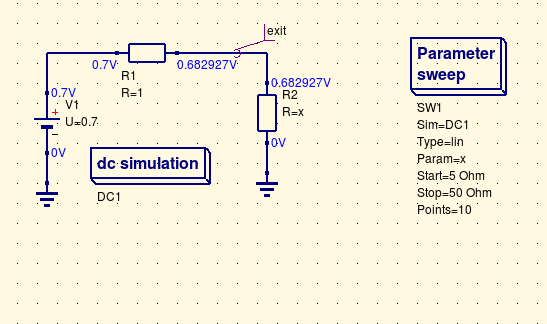 exit
0.7V
0.682927V
R1
R=1
0.7V
V1
U=0.7
0V
0.682927V
R2
R=x
0V
dc simulation
DC1
Parameter
sweep
SW1
Sim=DC1
Type=lin
Param=x
Start=5 Ohm
Stop=50 Ohm
Points=10